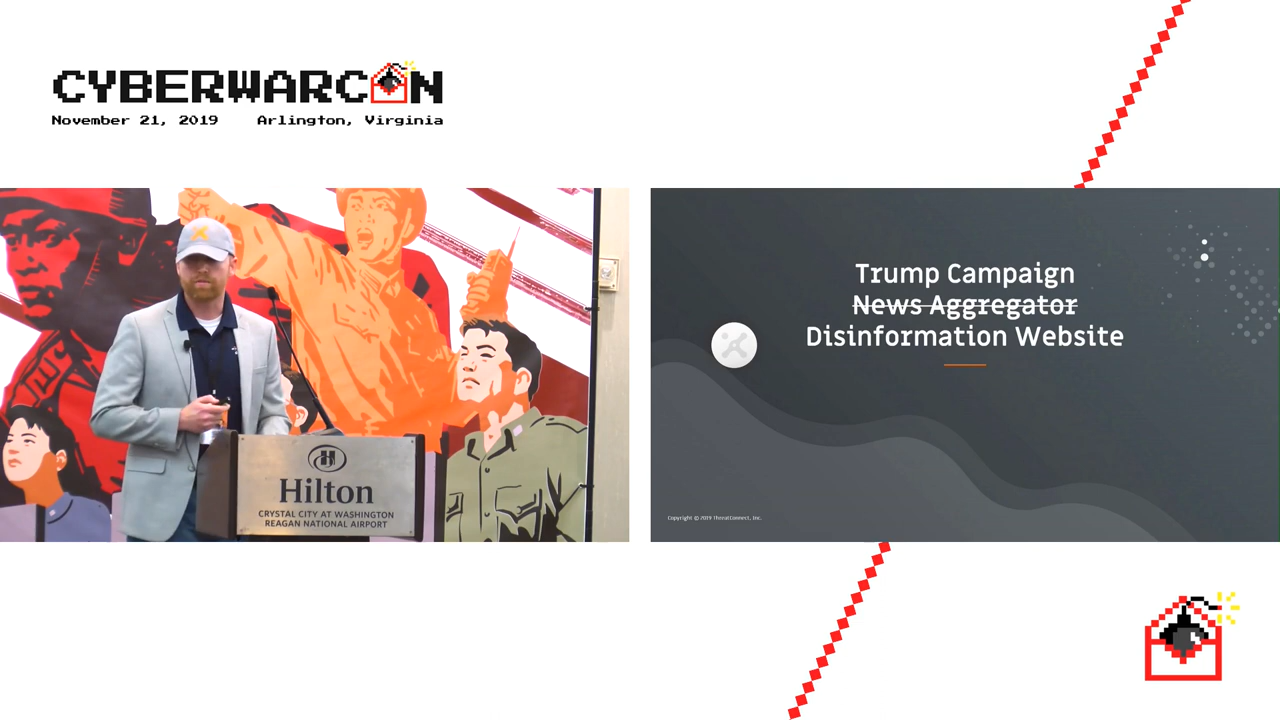 CYBERWARCON
November 21, 2019 Arlington, Virginia
Trump Campaign
News Aggregator
Disinformation Website
Copyright © 2019 ThreatConnect, Inc.
Hilton
CRYSTAL CITY AT WASHINGTON
REAGAN NATIONAL AIRPORT